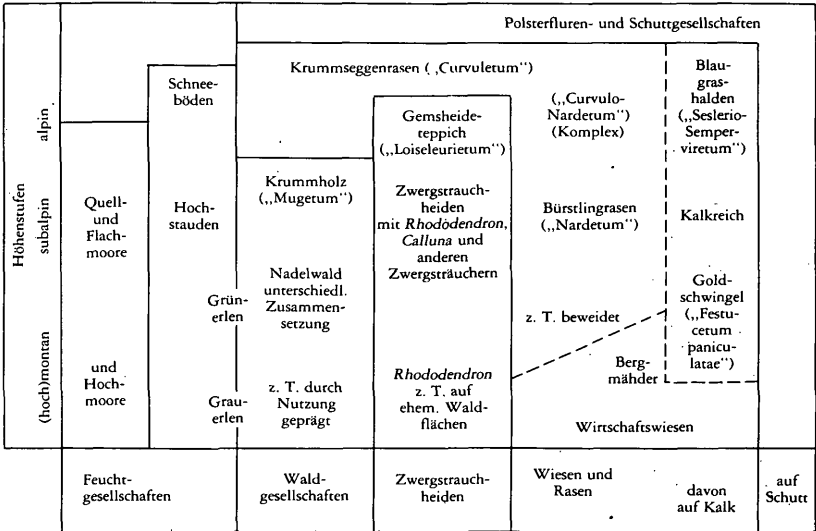 Polsterfluren- und Schuttgesellschaften
Krummseggenrasen („Curvuletum“)
Höhenstufen
alpin
subalpin
(hoch)montan
Quell-
und
Flach-
moore
und
Hoch-
moore
Schnee-
böden
Hoch-
stauden
Grün-
erlen
Grau-
erlen
Krummholz
(„Mugetum“)
Nadelwald
unterschiedl.
Zusammen-
setzung
z. T. durch
Nutzung
geprägt
Gemsheide-
teppich
(„Loiseleurietum“)
Zwergstrauch-
heiden
mit Rhododendron,
Calluna und
anderen
Zwergsträuchern
Rhododendron
z. T. auf
ehem. Wald-
flächen
(„Curvulo-
Nardetum“)
(Komplex)
Bürstlingrasen
(„Nardetum“)
z. T. beweidet
Berg-
mähder
Wirtschaftswiesen
Blau-
gras-
halden
(„Seslerio-
Semper-
viretum“)
Kalkreich
Gold-
schwingel
(„Festu-
cetum
panicu-
latae“)
Feucht-
gesellschaften
Wald-
gesellschaften
Zwergstrauch-
heiden
Wiesen und
Rasen
davon
auf Kalk
auf
Schutt